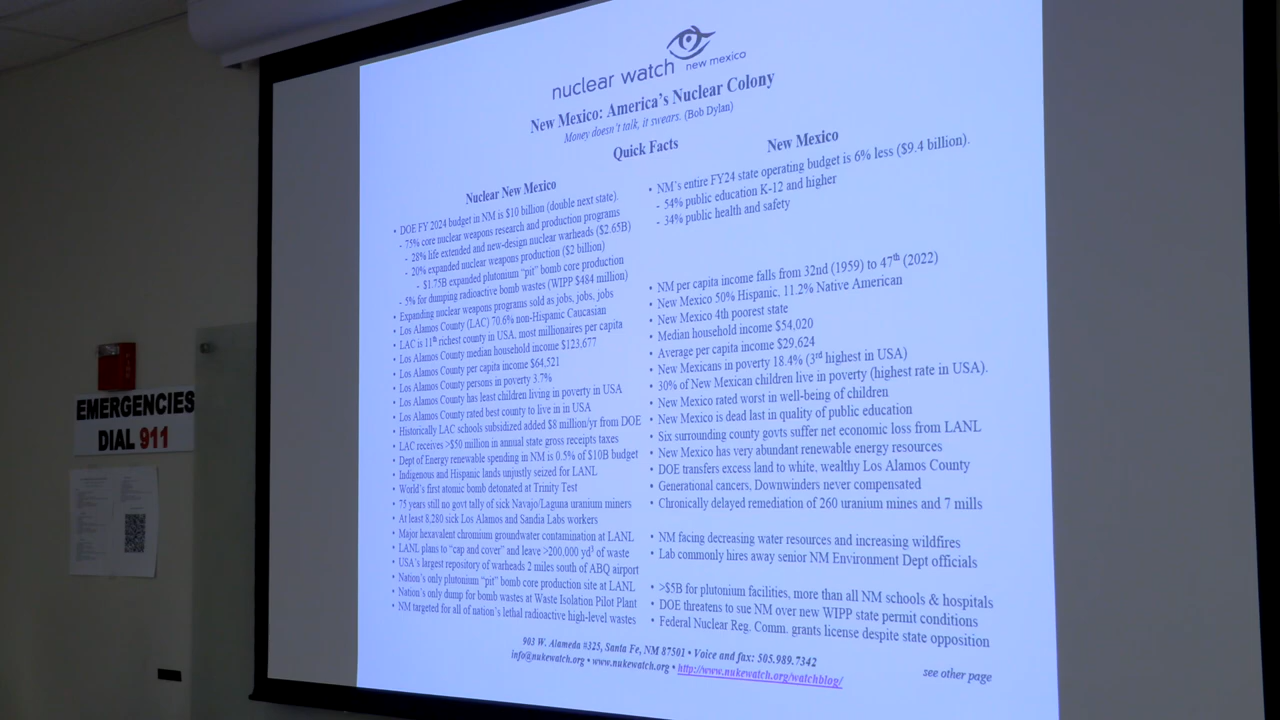 nuclear watch new mexico
New Mexico: America's Nuclear Colony
Money doesn't talk, it swears. (Bob Dylan)
Quick Facts
Nuclear New Mexico
• DOE FY 2024 budget in NM is $10 billion (double next state).
- 75% core nuclear weapons research and production programs
- 28% life extended and new-design nuclear warheads ($2.65B)
- 20% expanded nuclear weapons production ($2 billion)
- $1.75B expanded plutonium "pit" bomb core production
- 5% for dumping radioactive bomb wastes (WIPP $484 million)
• Expanding nuclear weapons programs sold as jobs, jobs, jobs
• Los Alamos County (LAC) 70.6% non-Hispanic Caucasian
• LAC is 11th richest county in USA, most millionaires per capita
• Los Alamos County median household income $123,677
• Los Alamos County per capita income $64,521
• Los Alamos County persons in poverty 3.7%
• Los Alamos County has least children living in poverty in USA
• Los Alamos County rated best county to live in in USA
• Historically LAC schools subsidized added $8 million/yr from DOE
• LAC receives >$50 million in annual state gross receipts taxes
• Dept of Energy renewable spending in NM is 0.5% of $10B budget
• Indigenous and Hispanic lands unjustly seized for LANL
• World's first atomic bomb detonated at Trinity Test
• 75 years still no govt tally of sick Navajo/Laguna uranium miners
• At least 8,280 sick Los Alamos and Sandia Labs workers
• Major hexavalent chromium groundwater contamination at LANL
• LANL plans to "cap and cover" and leave >200,000 yd³ of waste
• USA's largest repository of warheads 2 miles south of ABQ airport
• Nation's only plutonium "pit" bomb core production site at LANL
• Nation's only dump for bomb wastes at Waste Isolation Pilot Plant
• NM targeted for all of nation's lethal radioactive high-level wastes
New Mexico
• NM's entire FY24 state operating budget is 6% less ($9.4 billion).
- 54% public education K-12 and higher
- 34% public health and safety
• NM per capita income falls from 32nd (1959) to 47th (2022)
• New Mexico 50% Hispanic, 11.2% Native American
• New Mexico 4th poorest state
• Median household income $54,020
• Average per capita income $29,624
• New Mexicans in poverty 18.4% (3rd highest in USA)
• 30% of New Mexican children live in poverty (highest rate in USA).
• New Mexico rated worst in well-being of children
• New Mexico is dead last in quality of public education
• Six surrounding county govts suffer net economic loss from LANL
• New Mexico has very abundant renewable energy resources
• DOE transfers excess land to white, wealthy Los Alamos County
• Generational cancers, Downwinders never compensated
• Chronically delayed remediation of 260 uranium mines and 7 mills
• NM facing decreasing water resources and increasing wildfires
• Lab commonly hires away senior NM Environment Dept officials
• >$5B for plutonium facilities, more than all NM schools & hospitals
• DOE threatens to sue NM over new WIPP state permit conditions
• Federal Nuclear Reg. Comm. grants license despite state opposition
903 W. Alameda #325, Santa Fe, NM 87501 • Voice and fax: 505.989.7342
info@nukewatch.org • www.nukewatch.org • http://www.nukewatch.org/watchblog/
see other page
EMERGENCIES
DIAL 911